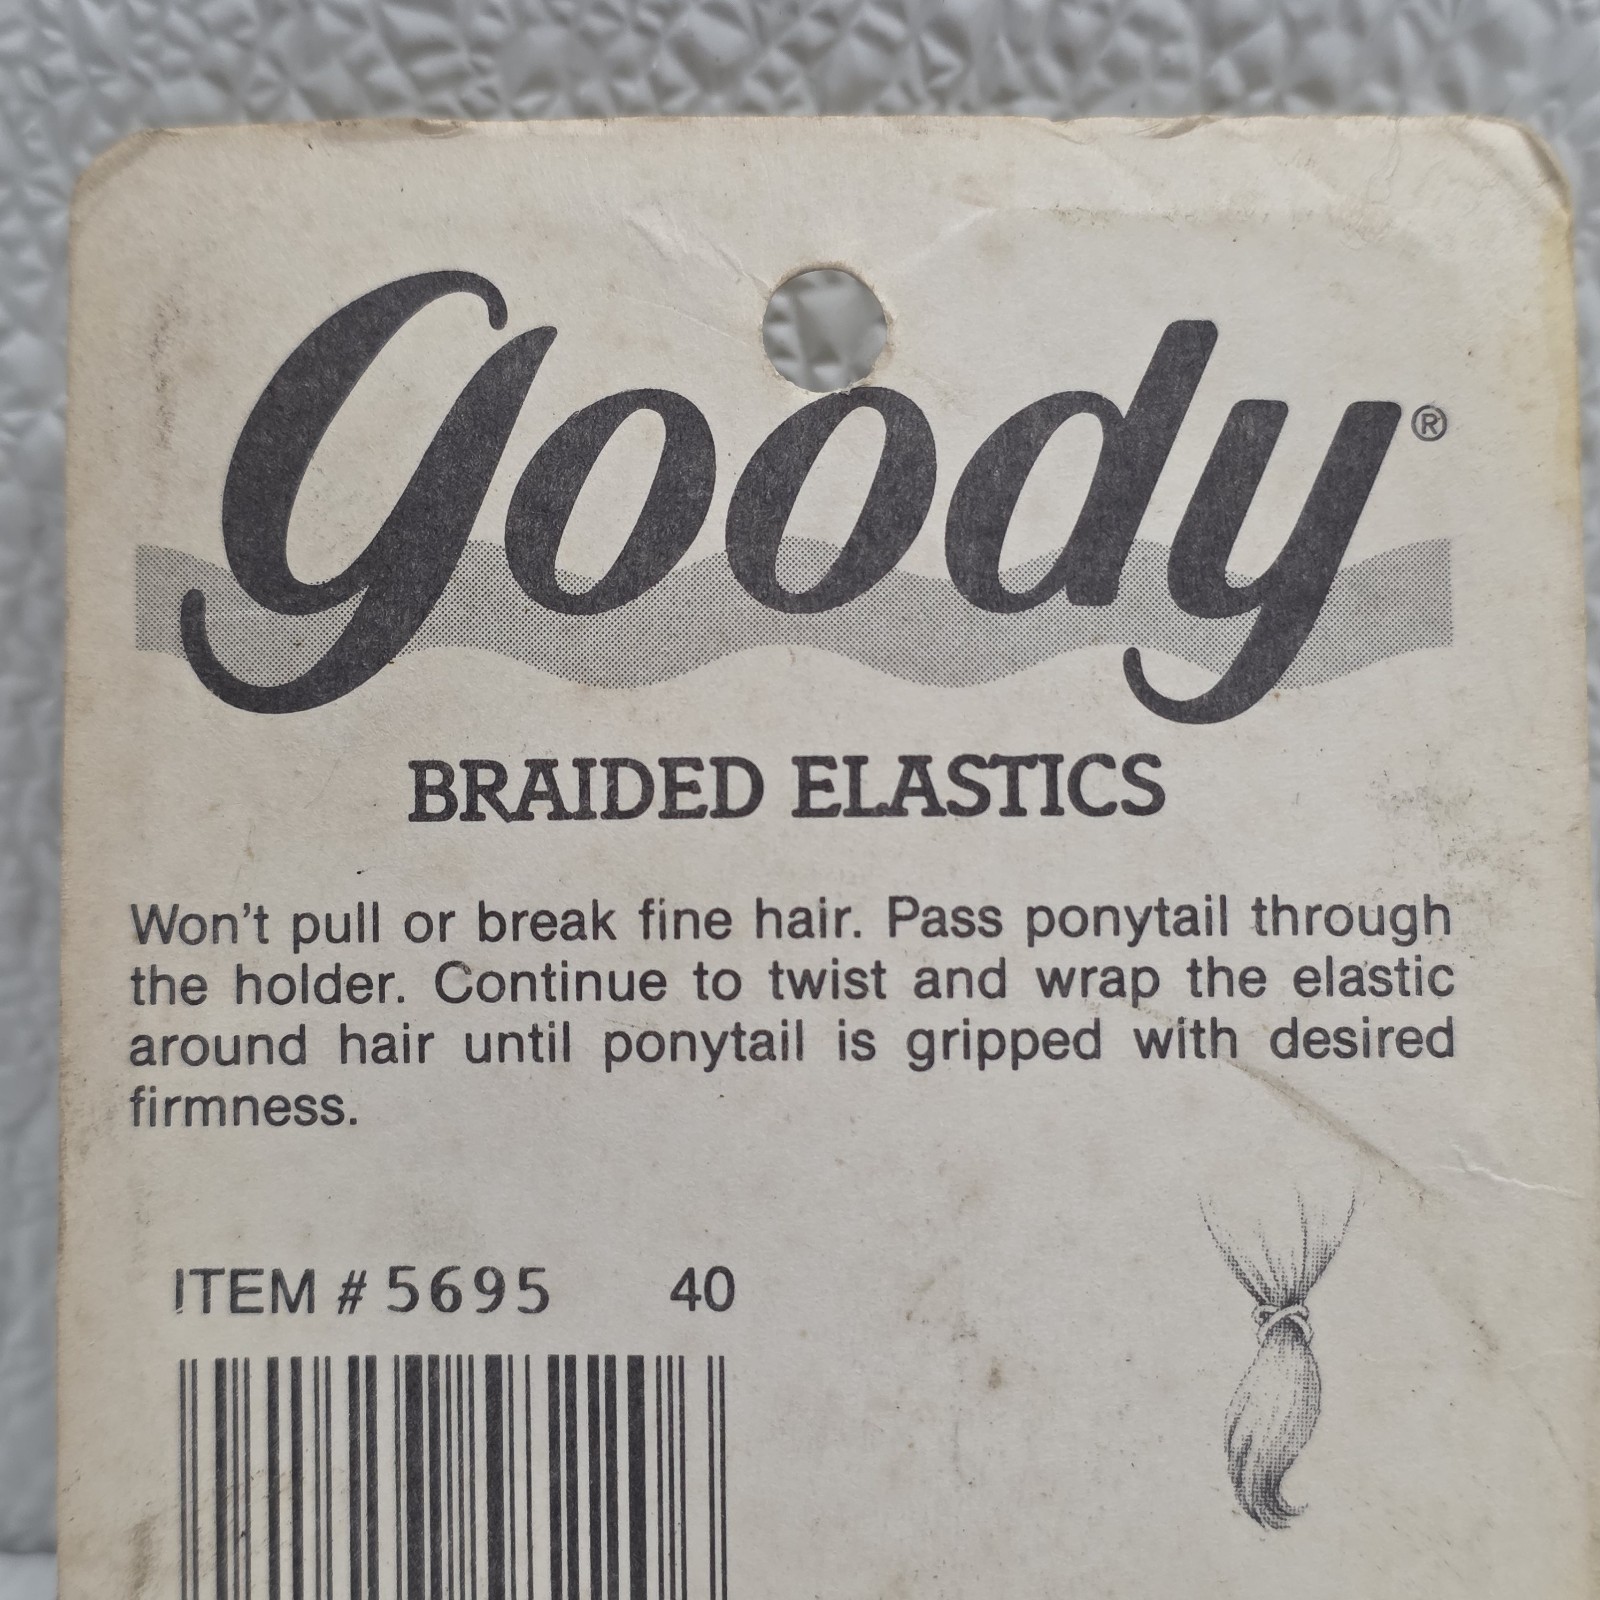 goody®
BRAIDED ELASTICS
Won't pull or break fine hair. Pass ponytail through
the holder. Continue to twist and wrap the elastic
around hair until ponytail is gripped with desired
firmness.
ITEM # 5695 40